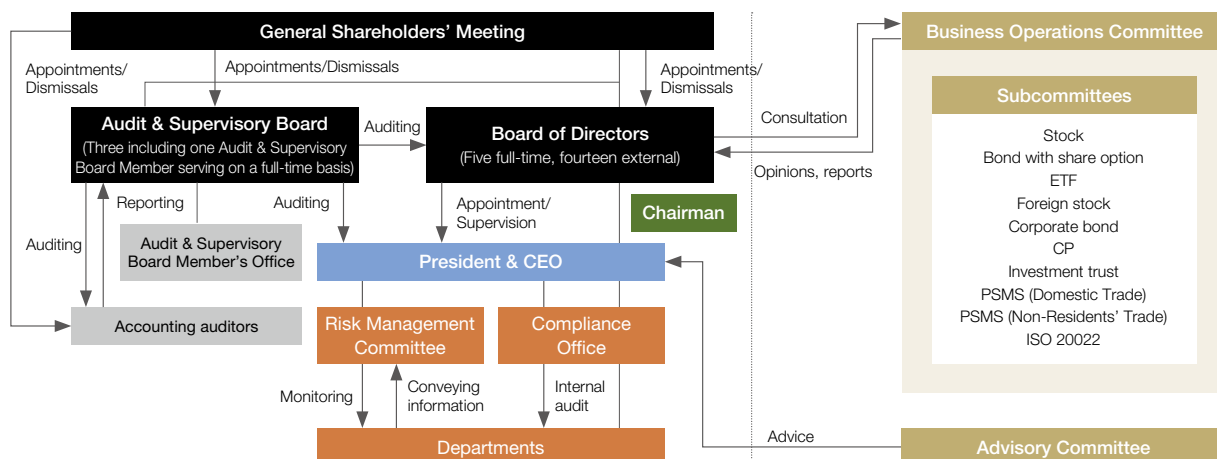 General Shareholders' Meeting
Business Operations Committee
Appointments/
Dismissals
Appointments/Dismissals
Appointments/
Dismissals
Audit & Supervisory Board
(Three including one Audit & Supervisory
Board Member serving on a full-time basis)
Auditing
Board of Directors
(Five full-time, fourteen external)
Consultation
Opinions, reports
Subcommittees
Stock
Bond with share option
ETF
Foreign stock
Corporate bond
CP
Investment trust
PSMS (Domestic Trade)
PSMS (Non-Residents' Trade)
ISO 20022
Auditing
Reporting
Auditing
Appointment/
Supervision
Chairman
Audit & Supervisory
Board Member's Office
President & CEO
Accounting auditors
Risk Management
Committee
Compliance
Office
Monitoring
Conveying
information
Internal
audit
Departments
Advice
Advisory Committee